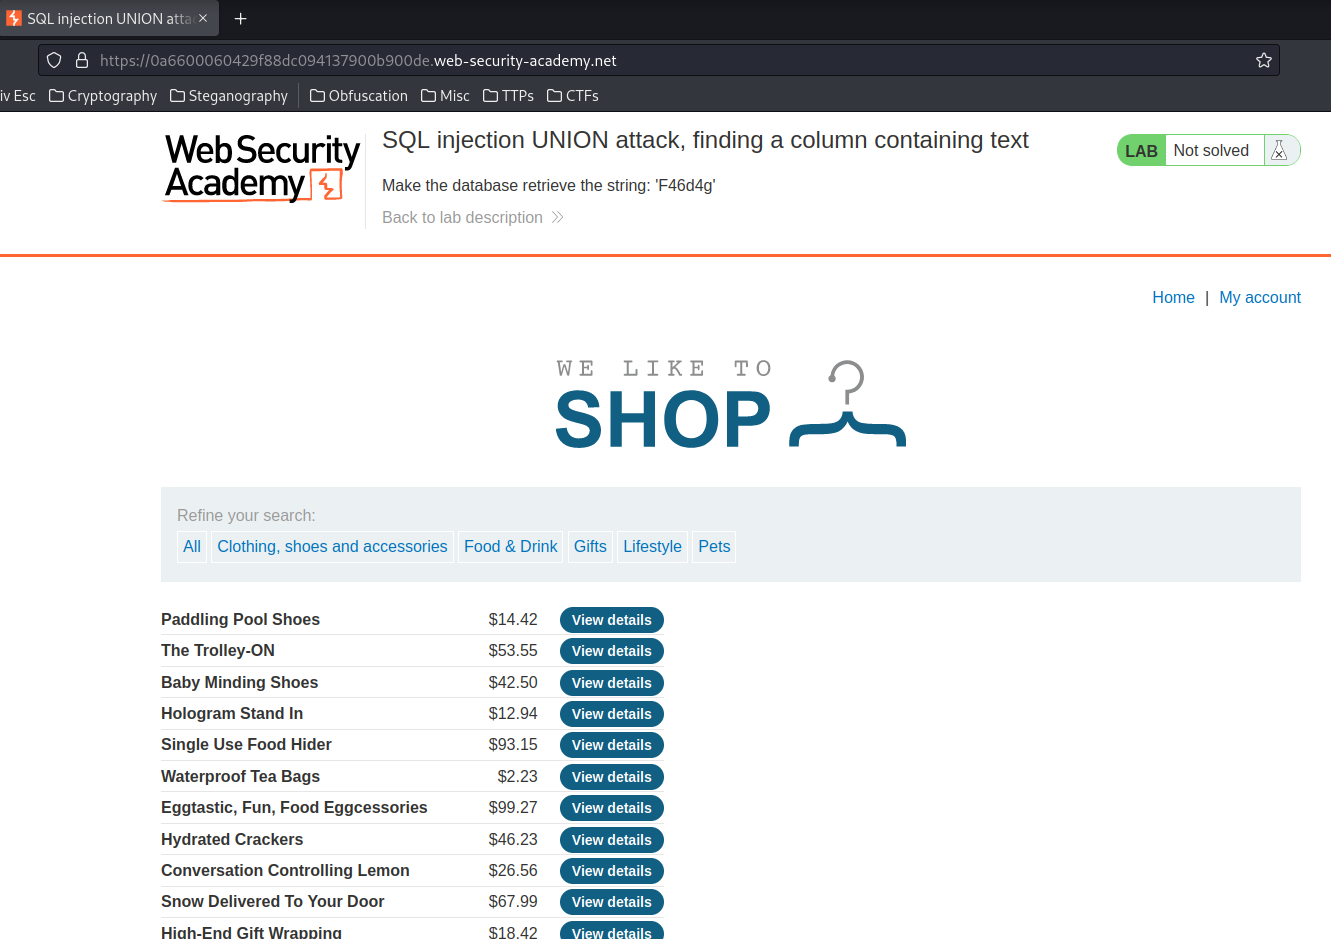 SQL injection UNION atta
https://0a6600060429f88dc094137900b900de.web-security-academy.net
iv Esc Cryptography Steganography Obfuscation Misc TTPs CTFs
Web Security
Academy
SQL injection UNION attack, finding a column containing text
LAB Not solved
Make the database retrieve the string: 'F46d4g'
Back to lab description
Home | My account
WE LIKE TO
SHOP
Refine your search:
All Clothing, shoes and accessories Food & Drink Gifts Lifestyle Pets
Paddling Pool Shoes $14.42 View details
The Trolley-ON $53.55 View details
Baby Minding Shoes $42.50 View details
Hologram Stand In $12.94 View details
Single Use Food Hider $93.15 View details
Waterproof Tea Bags $2.23 View details
Eggtastic, Fun, Food Eggcessories $99.27 View details
Hydrated Crackers $46.23 View details
Conversation Controlling Lemon $26.56 View details
Snow Delivered To Your Door $67.99 View details
High-End Gift Wrapping $18.42 View details